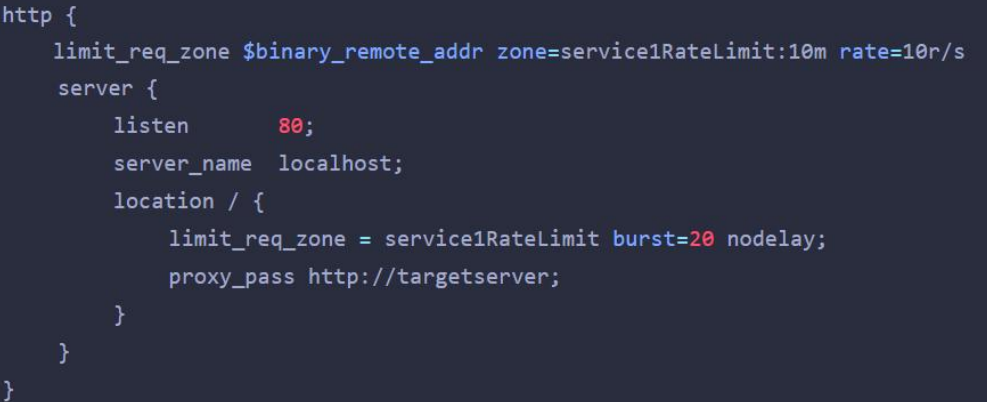 http {
    limit_req_zone $binary_remote_addr zone=service1RateLimit:10m rate=10r/s
    server {
        listen       80;
        server_name  localhost;
        location / {
            limit_req_zone = service1RateLimit burst=20 nodelay;
            proxy_pass http://targetserver;
        }
    }
}